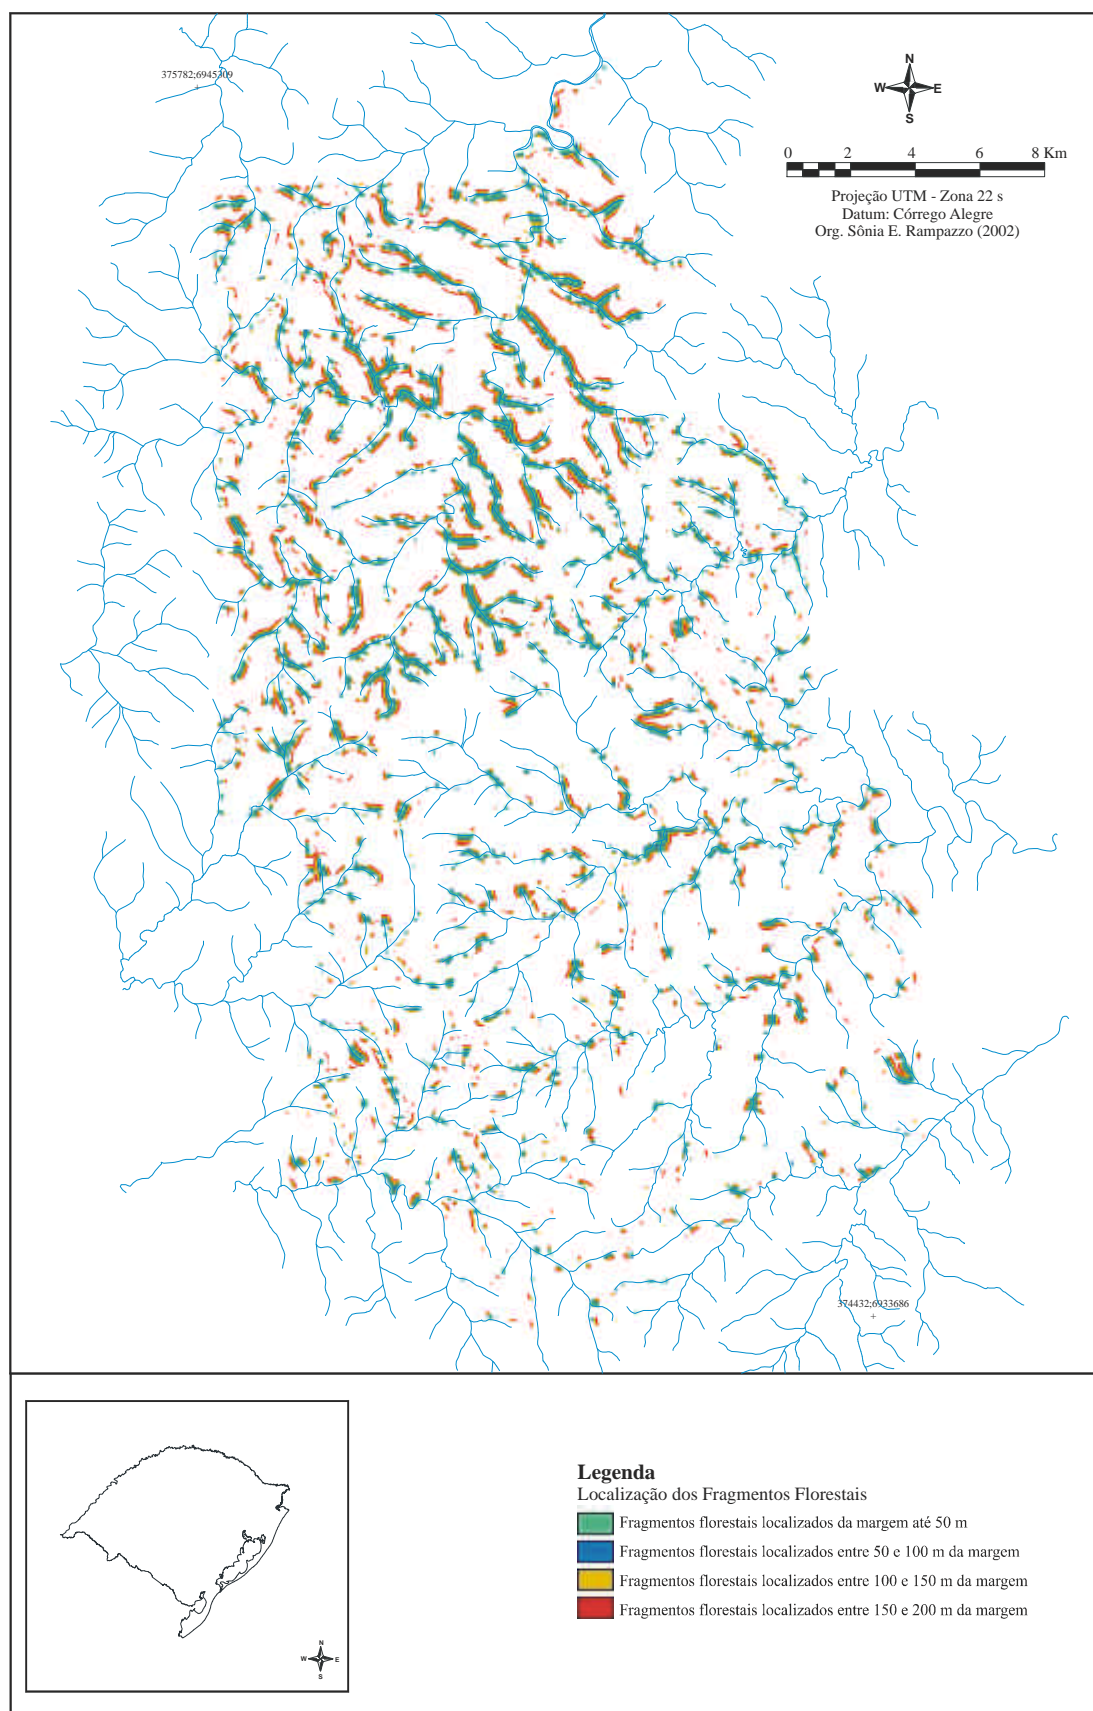 375782;6945309
N
W E
S
0 2 4 6 8 Km
Projeção UTM - Zona 22 s
Datum: Córrego Alegre
Org. Sônia E. Rampazzo (2002)
374432;6933686
Legenda
Localização dos Fragmentos Florestais
Fragmentos florestais localizados da margem até 50 m
Fragmentos florestais localizados entre 50 e 100 m da margem
Fragmentos florestais localizados entre 100 e 150 m da margem
Fragmentos florestais localizados entre 150 e 200 m da margem
N
W E
S